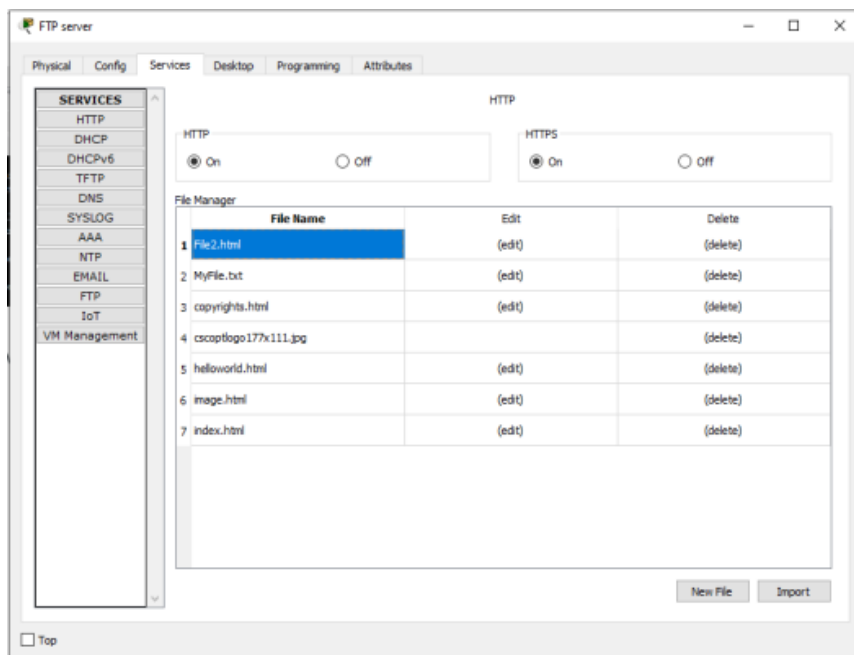 FTP server
Physical Config Services Desktop Programming Attributes
SERVICES
HTTP
DHCP
DHCPv6
TFTP
DNS
SYSLOG
AAA
NTP
EMAIL
FTP
IoT
VM Management
HTTP
HTTP
On Off
HTTPS
On Off
File Manager
File Name Edit Delete
1 File2.html (edit) (delete)
2 MyFile.txt (edit) (delete)
3 copyrights.html (edit) (delete)
4 cscoptlogo177x111.jpg (delete)
5 helloworld.html (edit) (delete)
6 image.html (edit) (delete)
7 index.html (edit) (delete)
New File Import
Top